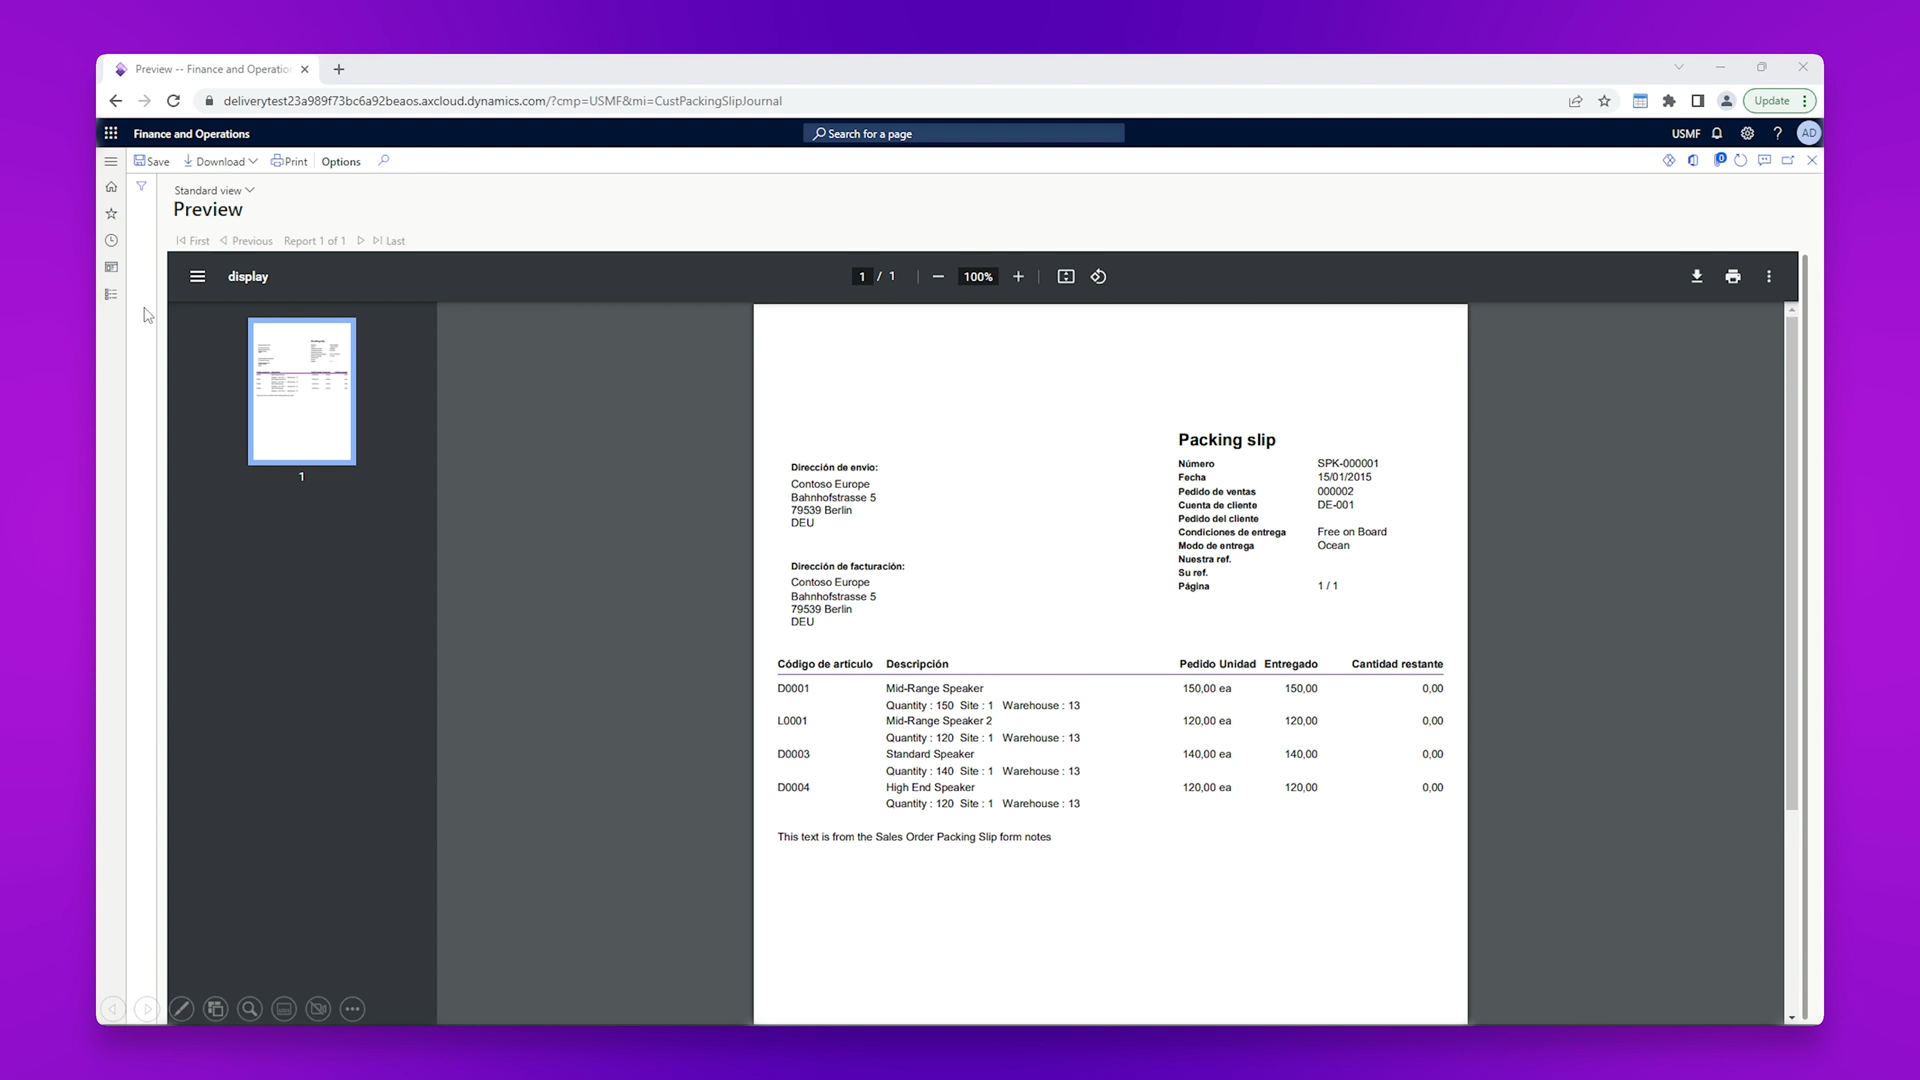 Preview -- Finance and Operatio
deliverytest23a989f73bc6a92beaos.axcloud.dynamics.com/?cmp=USMF&mi=CustPackingSlipJournal
Update
Finance and Operations
Search for a page
USMF
AD
Save
Download
Print
Options
0
Standard view
Preview
First
Previous
Report 1 of 1
Last
display
1 / 1
100%
1
Packing slip
Dirección de envío:
Contoso Europe
Bahnhofstrasse 5
79539 Berlin
DEU
Número SPK-000001
Fecha 15/01/2015
Pedido de ventas 000002
Cuenta de cliente DE-001
Pedido del cliente
Condiciones de entrega Free on Board
Modo de entrega Ocean
Nuestra ref.
Su ref.
Página 1 / 1
Dirección de facturación:
Contoso Europe
Bahnhofstrasse 5
79539 Berlin
DEU
Código de artículo Descripción Pedido Unidad Entregado Cantidad restante
D0001 Mid-Range Speaker 150,00 ea 150,00 0,00
Quantity : 150 Site : 1 Warehouse : 13
L0001 Mid-Range Speaker 2 120,00 ea 120,00 0,00
Quantity : 120 Site : 1 Warehouse : 13
D0003 Standard Speaker 140,00 ea 140,00 0,00
Quantity : 140 Site : 1 Warehouse : 13
D0004 High End Speaker 120,00 ea 120,00 0,00
Quantity : 120 Site : 1 Warehouse : 13
This text is from the Sales Order Packing Slip form notes